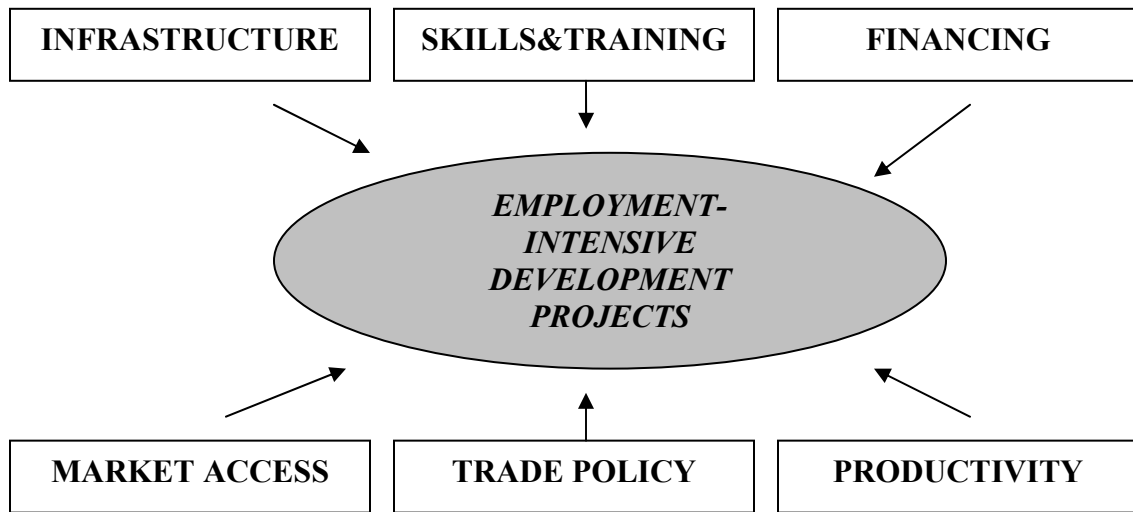 INFRASTRUCTURE
SKILLS&TRAINING
FINANCING
EMPLOYMENT-
INTENSIVE
DEVELOPMENT
PROJECTS
MARKET ACCESS
TRADE POLICY
PRODUCTIVITY